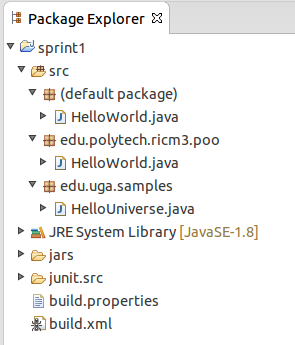 Package Explorer
sprint1
src
(default package)
HelloWorld.java
edu.polytech.ricm3.poo
HelloWorld.java
edu.uga.samples
HelloUniverse.java
JRE System Library [JavaSE-1.8]
jars
junit.src
build.properties
build.xml